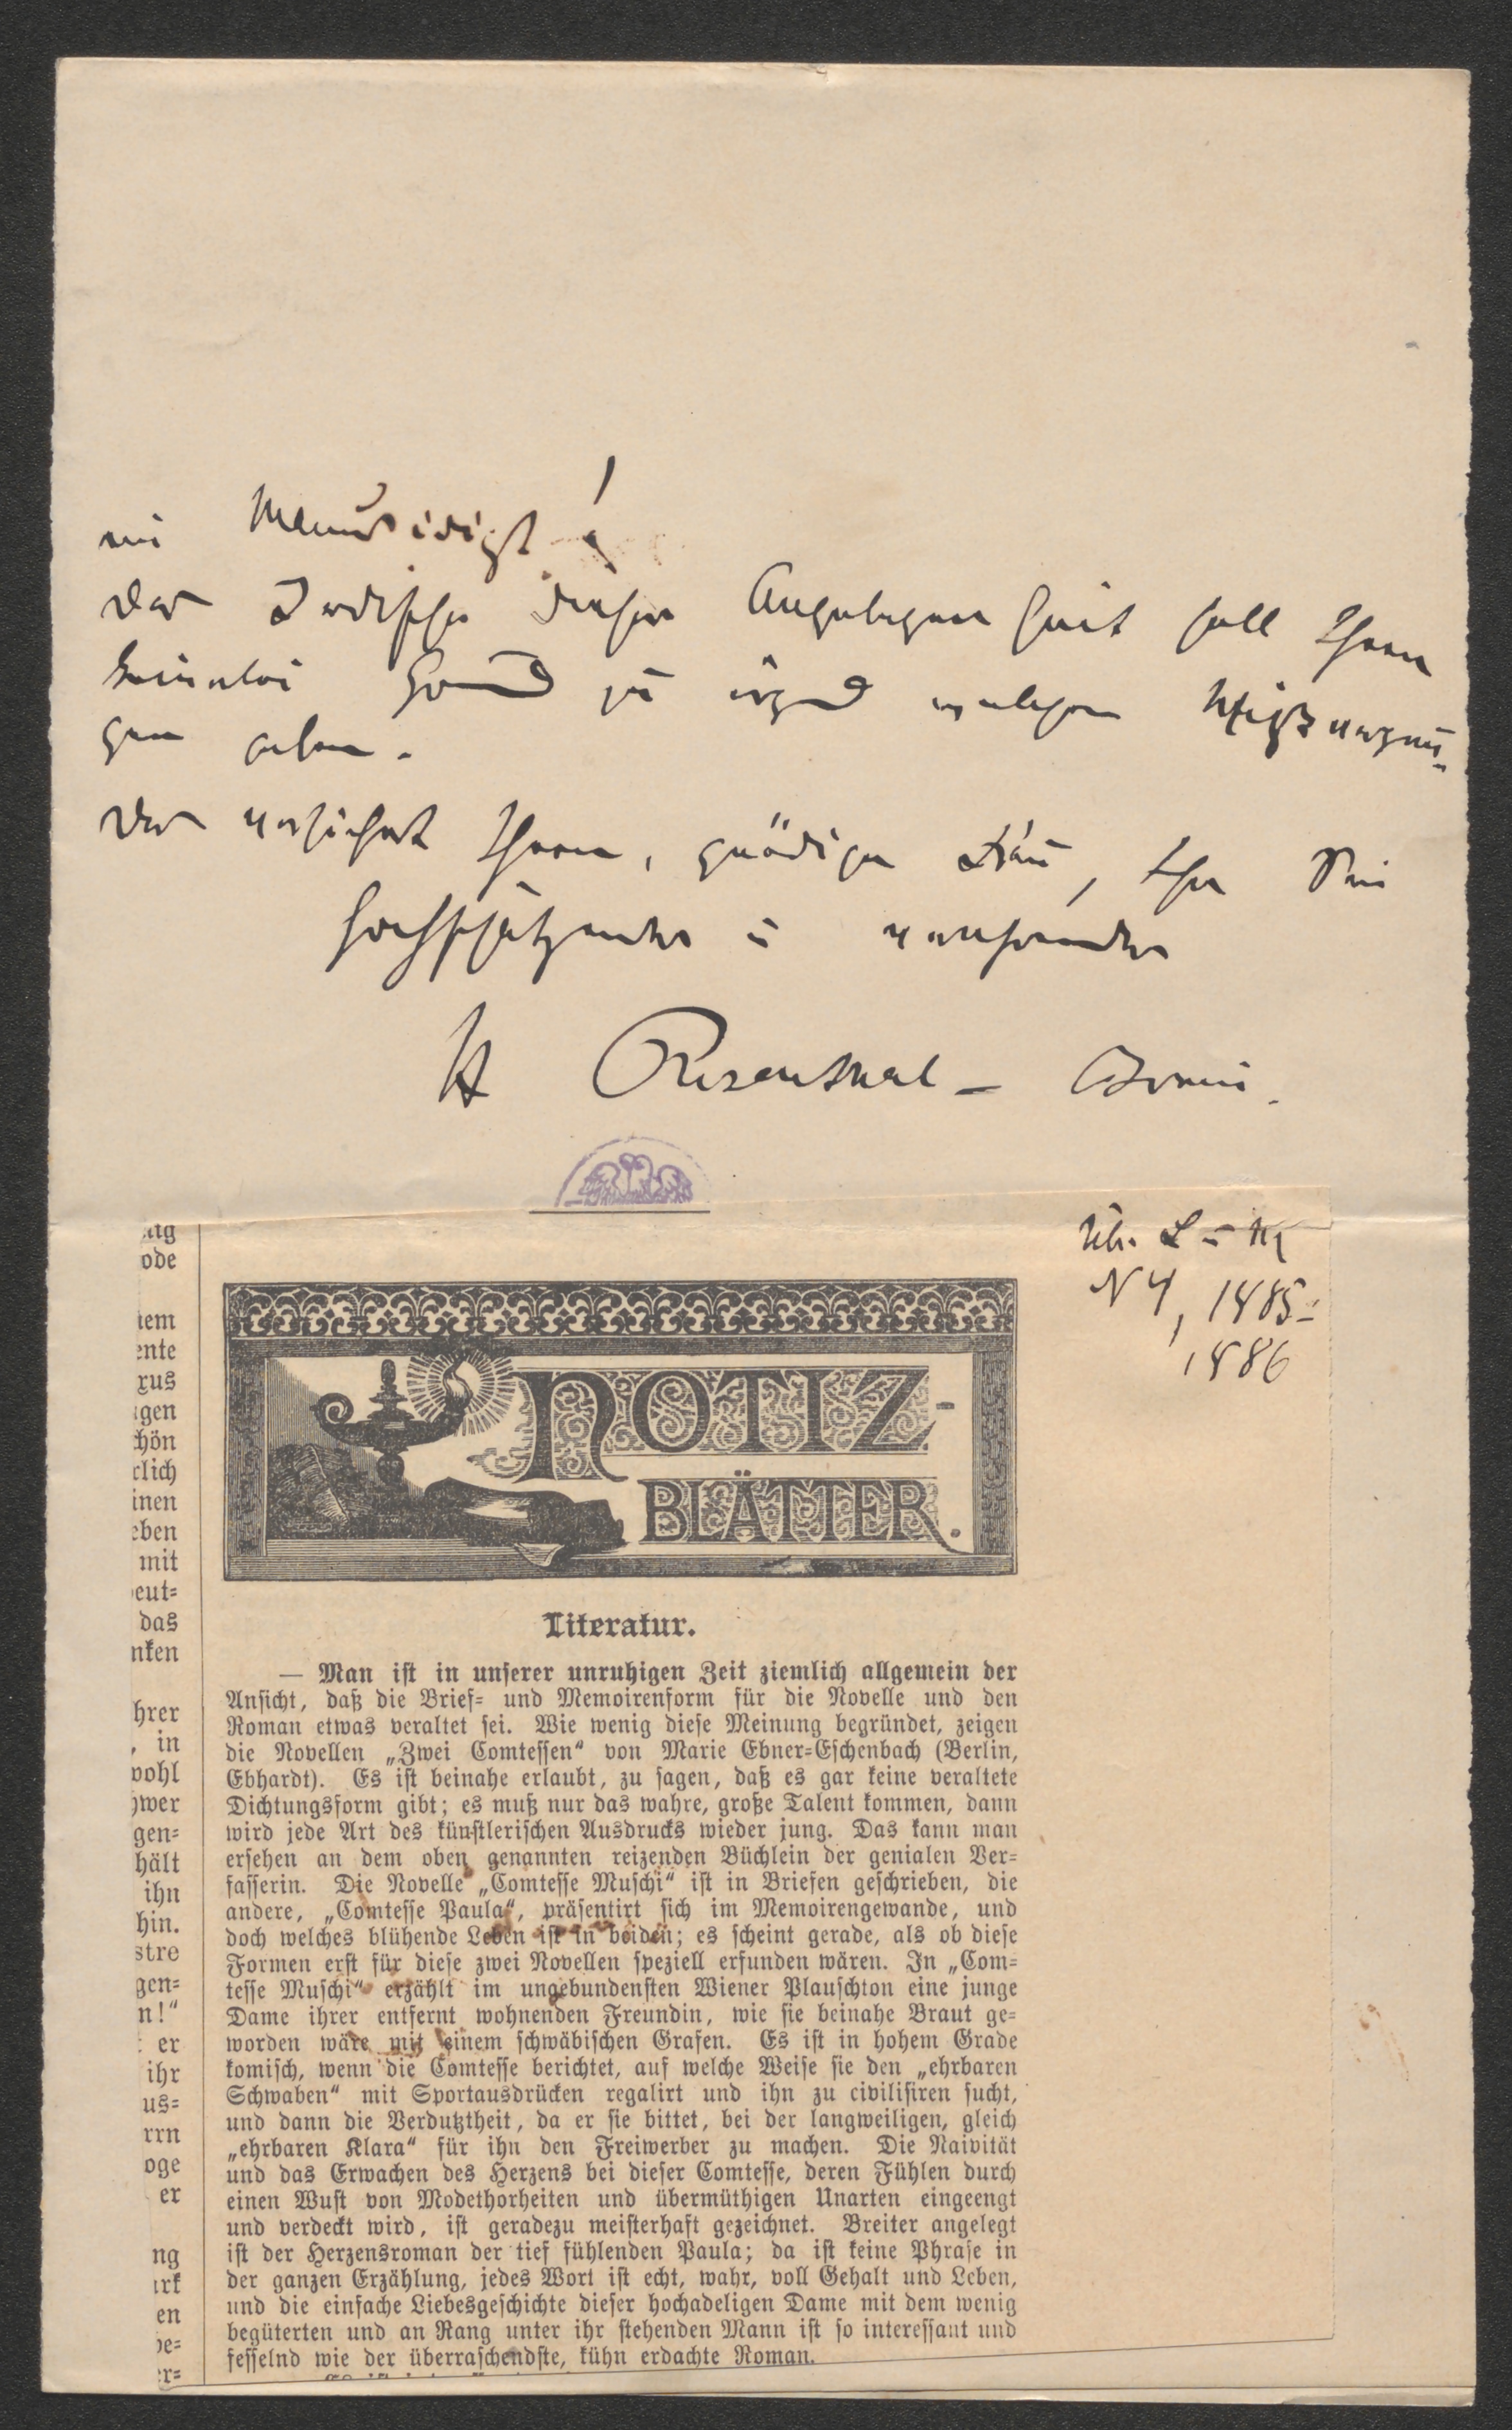 der
Angelegenheit soll Ihnen
keinerlei Grund zu irgend welchem Mißvergnü-
gen geben.
Das versichert Ihnen, gnädige Frau, Ihr Sie
hochschätzender u verehrender
H Rosenthal-Bonin.
Üb. L u M
N 4, 1885-
1886
NOTIZ-
BLÄTTER.
Literatur.
— Man ist in unserer unruhigen Zeit ziemlich allgemein der
Ansicht, daß die Brief- und Memoirenform für die Novelle und den
Roman etwas veraltet sei. Wie wenig diese Meinung begründet, zeigen
die Novellen „Zwei Comtessen“ von Marie Ebner-Eschenbach (Berlin,
Ebhardt). Es ist beinahe erlaubt, zu sagen, daß es gar keine veraltete
Dichtungsform gibt; es muß nur das wahre, große Talent kommen, dann
wird jede Art des künstlerischen Ausdrucks wieder jung. Das kann man
ersehen an dem oben genannten reizenden Büchlein der genialen Ver-
fasserin. Die Novelle „Comtesse Muschi“ ist in Briefen geschrieben, die
andere, „Comtesse Paula“, präsentirt sich im Memoirengewande, und
doch welches blühende Leben ist in beiden; es scheint gerade, als ob diese
Formen erst für diese zwei Novellen speziell erfunden wären. In „Com-
tesse Muschi“ erzählt im ungebundensten Wiener Plauschton eine junge
Dame ihrer entfernt wohnenden Freundin, wie sie beinahe Braut ge-
worden wäre mit einem schwäbischen Grafen. Es ist in hohem Grade
komisch, wenn die Comtesse berichtet, auf welche Weise sie den „ehrbaren
Schwaben“ mit Sportausdrücken regalirt und ihn zu civilisiren sucht,
und dann die Verdutztheit, da er sie bittet, bei der langweiligen, gleich
„ehrbaren Klara“ für ihn den Freiwerber zu machen. Die Naivität
und das Erwachen des Herzens bei dieser Comtesse, deren Fühlen durch
einen Wust von Modethorheiten und übermüthigen Unarten eingeengt
und verdeckt wird, ist geradezu meisterhaft gezeichnet. Breiter angelegt
ist der Herzensroman der tief fühlenden Paula; da ist keine Phrase in
der ganzen Erzählung, jedes Wort ist echt, wahr, voll Gehalt und Leben,
und die einfache Liebesgeschichte dieser hochadeligen Dame mit dem wenig
begüterten und an Rang unter ihr stehenden Mann ist so interessant und
fesselnd wie der überraschendste, kühn erdachte Roman.